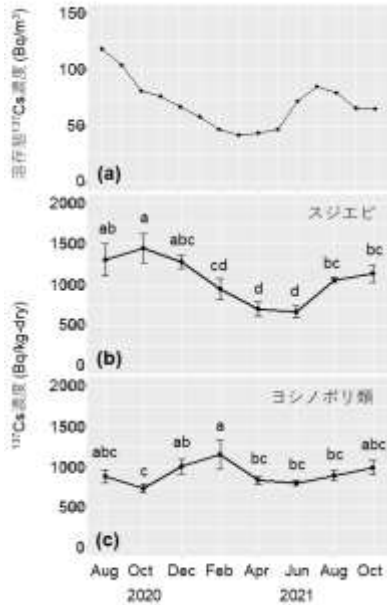 150
100
50
0
溶存態¹³⁷Cs濃度 (Bq/m³)
(a)
2000
スジエビ
1500
1000
500
0
ab
a
abc
cd
d
d
bc
bc
(b)
¹³⁷Cs濃度 (Bq/kg-dry)
2000
ヨシノボリ類
1500
1000
500
0
abc
c
ab
a
bc
bc
bc
abc
(c)
Aug Oct Dec Feb Apr Jun Aug Oct
2020 2021